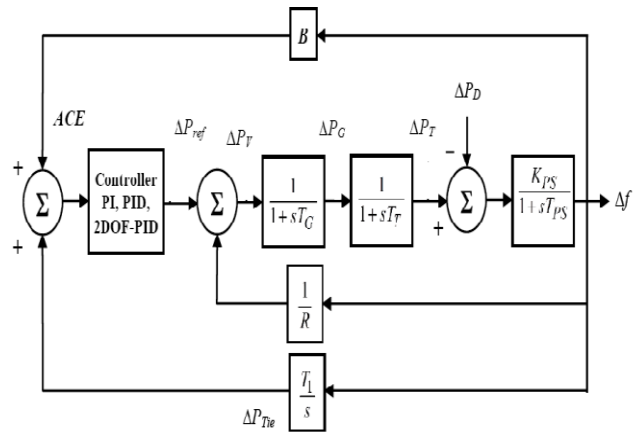 B
ACE
ΔP_D
ΔP_ref
ΔP_V
ΔP_G
ΔP_T
+
Σ
Controller
PI, PID,
2DOF-PID
Σ
1
1+sT_G
1
1+sT_T
−
Σ
+
K_PS
1+sT_PS
Δf
+
1
R
T_1
s
ΔP_Tie